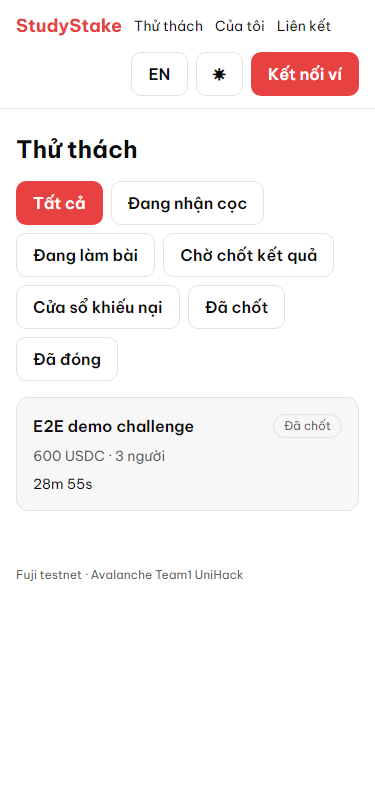 StudyStake Thử thách Của tôi Liên kết
EN ☀ Kết nối ví
Thử thách
Tất cả Đang nhận cọc
Đang làm bài Chờ chốt kết quả
Cửa sổ khiếu nại Đã chốt
Đã đóng
E2E demo challenge Đã chốt
600 USDC · 3 người
28m 55s
Fuji testnet · Avalanche Team1 UniHack